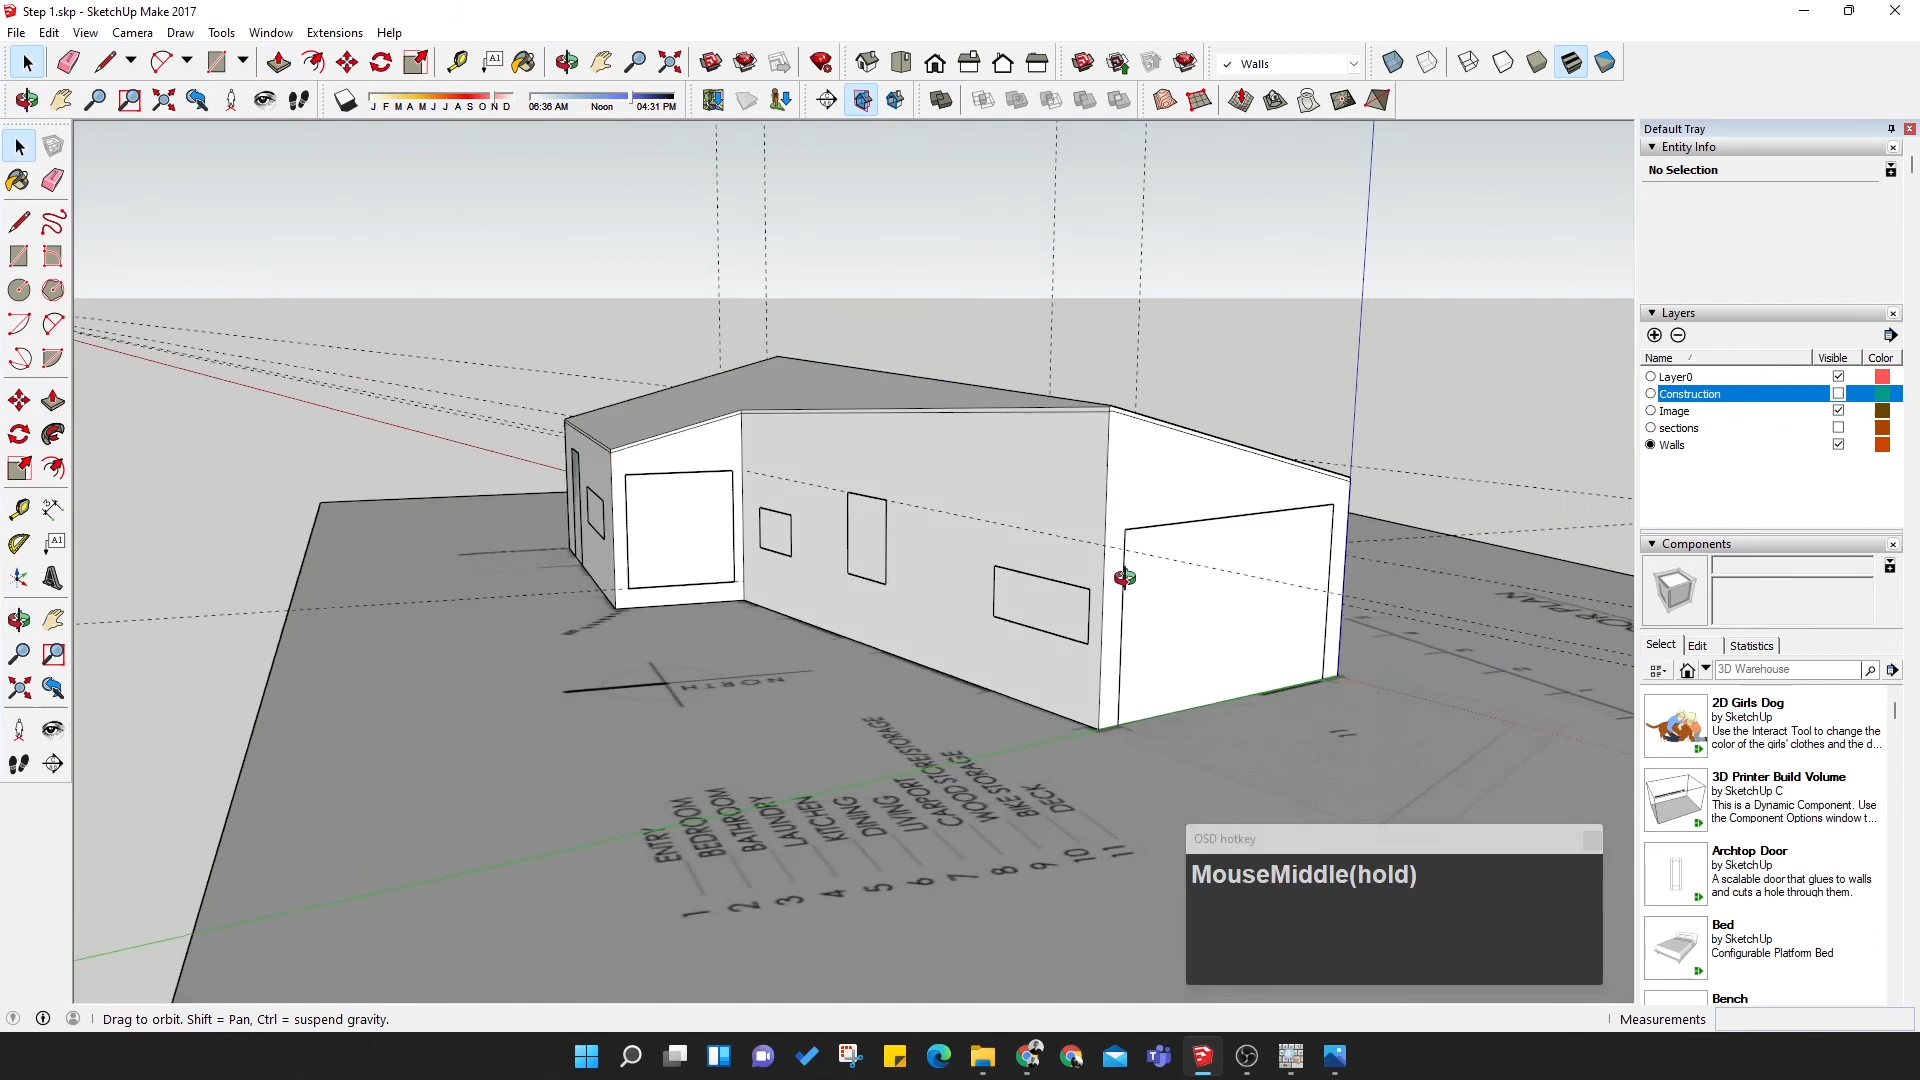 Step 1.skp - SketchUp Make 2017
File Edit View Camera Draw Tools Window Extensions Help
A1
Walls
J F M A M J J A S O N D
06:36 AM Noon 04:31 PM
Default Tray
Entity Info
No Selection
Layers
Name Visible Color
Layer0
Construction
Image
sections
Walls
Components
Select Edit Statistics
3D Warehouse
2D Girls Dog
by SketchUp
Use the Interact Tool to change the
color of the girls' clothes and the d...
3D Printer Build Volume
by SketchUp C
This is a Dynamic Component. Use
the Component Options window t...
Archtop Door
by SketchUp
A scalable door that glues to walls
and cuts a hole through them.
Bed
by SketchUp
Configurable Platform Bed
Bench
A1
NORTH
11
ENTRY
BEDROOM
BATHROOM
LAUNDRY
KITCHEN
DINING
LIVING
CARPORT
WOOD STORE/STORAGE
BIKE STORAGE
DECK
1 2 3 4 5 6 7 8 9 10 11
OSD hotkey
MouseMiddle(hold)
Drag to orbit. Shift = Pan, Ctrl = suspend gravity.
Measurements